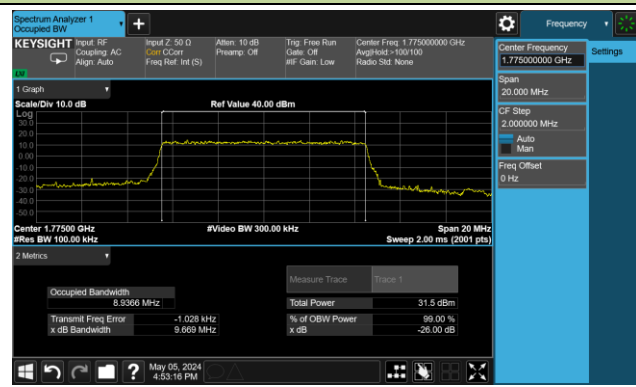 Spectrum Analyzer 1
Occupied BW
Frequency
KEYSIGHT
Input: RF
Coupling: AC
Align: Auto
Input Z: 50 Ω
Corr CCorr
Freq Ref: Int (S)
Atten: 10 dB
Preamp: Off
Trig: Free Run
Gate: Off
#IF Gain: Low
Center Freq: 1.775000000 GHz
Avg|Hold:>100/100
Radio Std: None
LW
Center Frequency
1.775000000 GHz
Settings
Span
20.000 MHz
CF Step
2.000000 MHz
Auto
Man
Freq Offset
0 Hz
1 Graph
Scale/Div 10.0 dB
Ref Value 40.00 dBm
Log
30.0
20.0
10.0
0.00
-10.0
-20.0
-30.0
-40.0
-50.0
Center 1.77500 GHz
#Video BW 300.00 kHz
Span 20 MHz
#Res BW 100.00 kHz
Sweep 2.00 ms (2001 pts)
2 Metrics
Measure Trace
Trace 1
Occupied Bandwidth
8.9366 MHz
Total Power
31.5 dBm
Transmit Freq Error
-1.028 kHz
% of OBW Power
99.00 %
x dB Bandwidth
9.669 MHz
x dB
-26.00 dB
?
May 05, 2024
4:53:16 PM